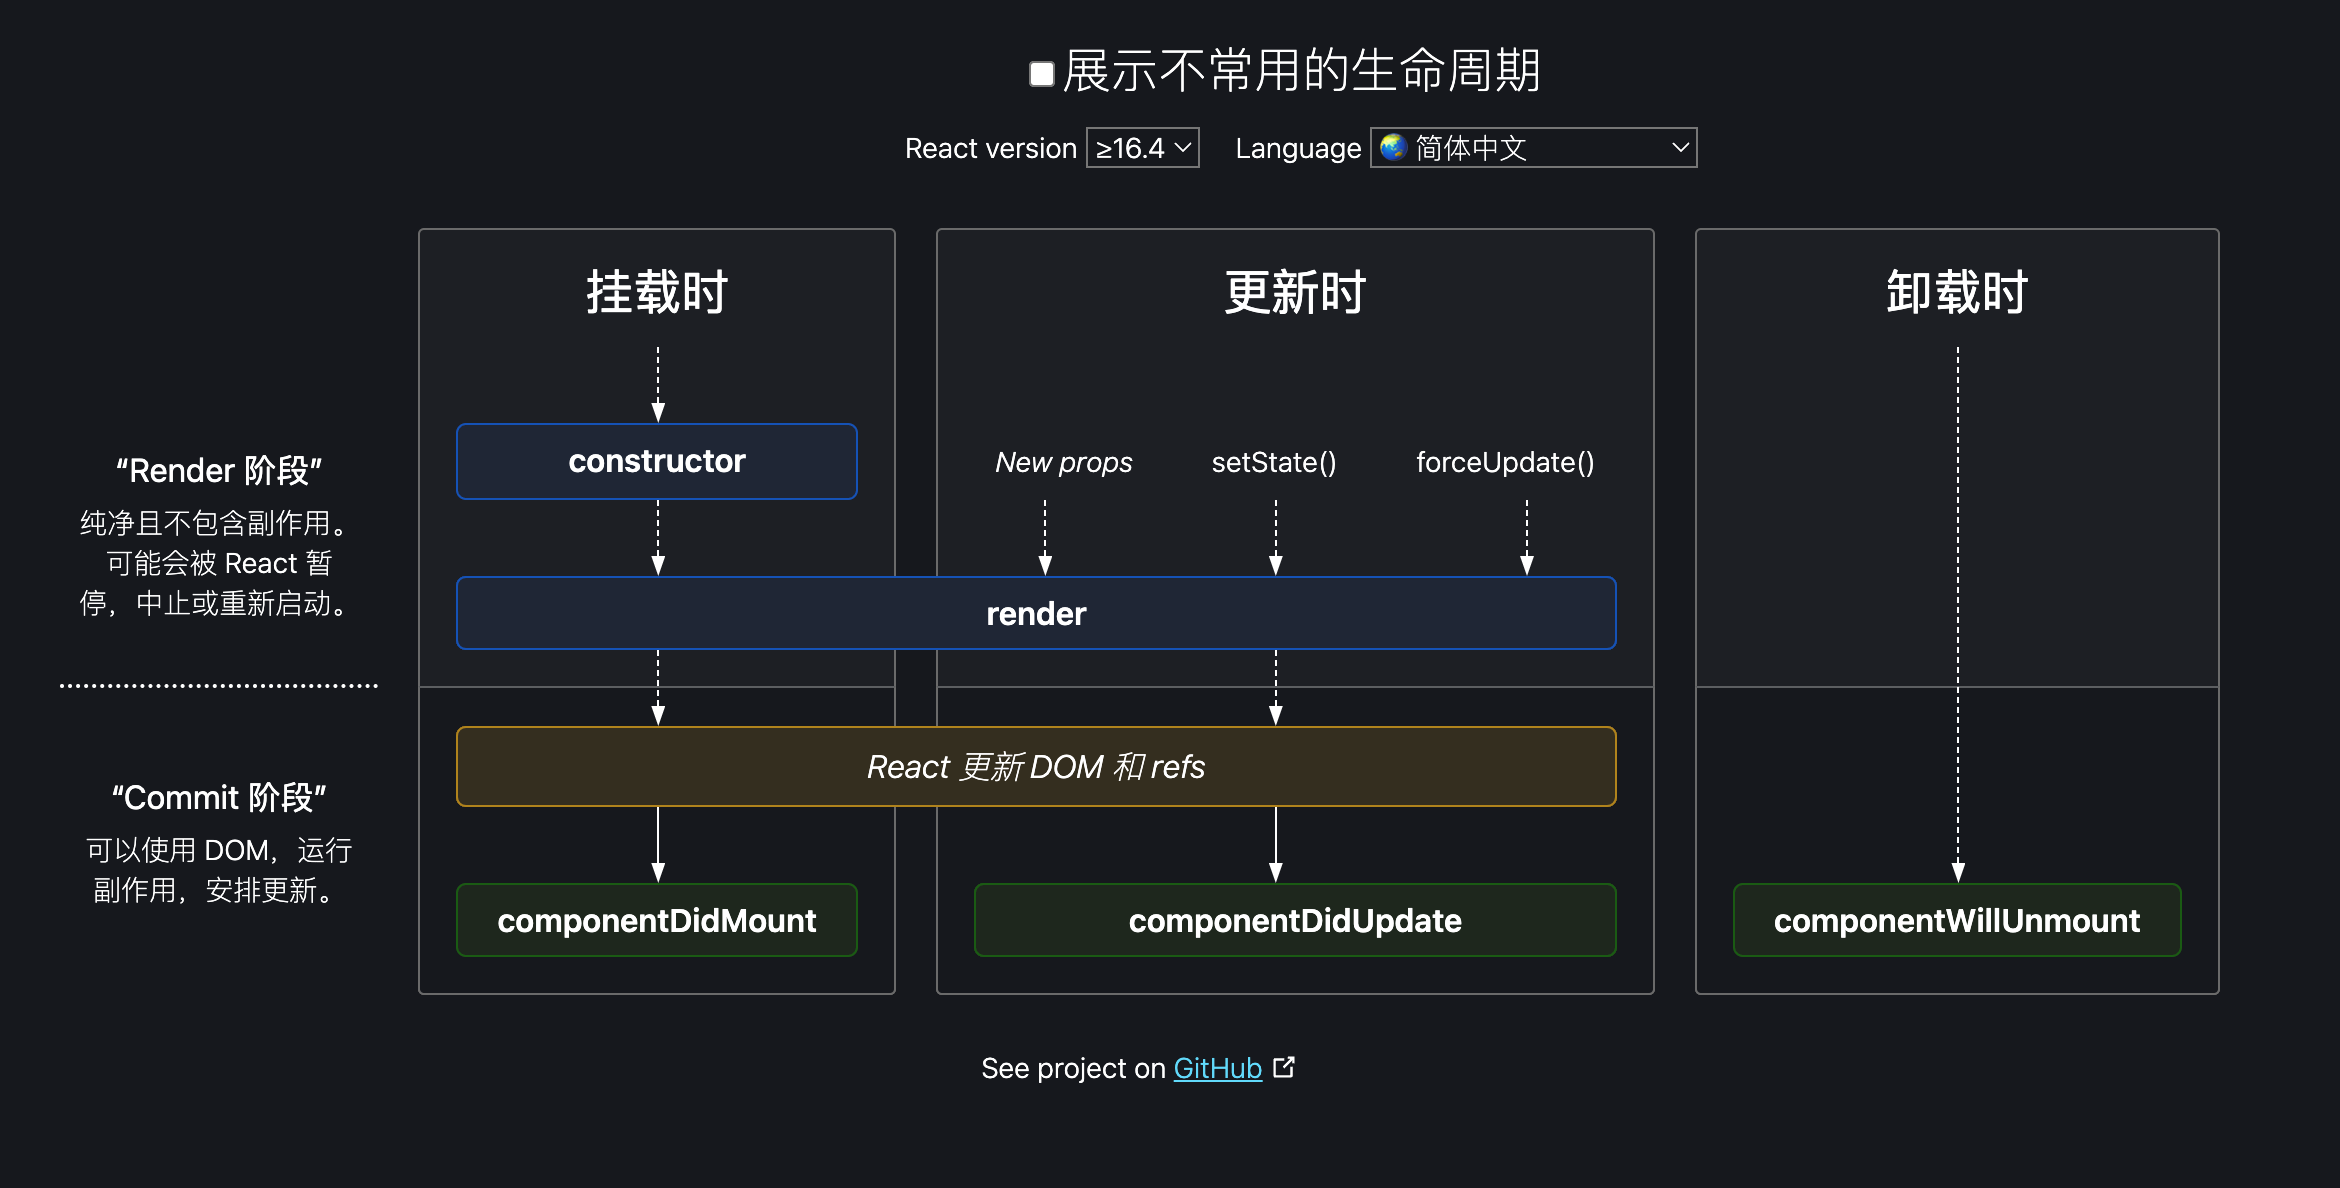 展示不常用的生命周期
React version ≥16.4 Language 🌏 简体中文
挂载时
更新时
卸载时
“Render 阶段”
纯净且不包含副作用。
可能会被 React 暂
停，中止或重新启动。
constructor
New props
setState()
forceUpdate()
render
“Commit 阶段”
可以使用 DOM，运行
副作用，安排更新。
React 更新 DOM 和 refs
componentDidMount
componentDidUpdate
componentWillUnmount
See project on GitHub